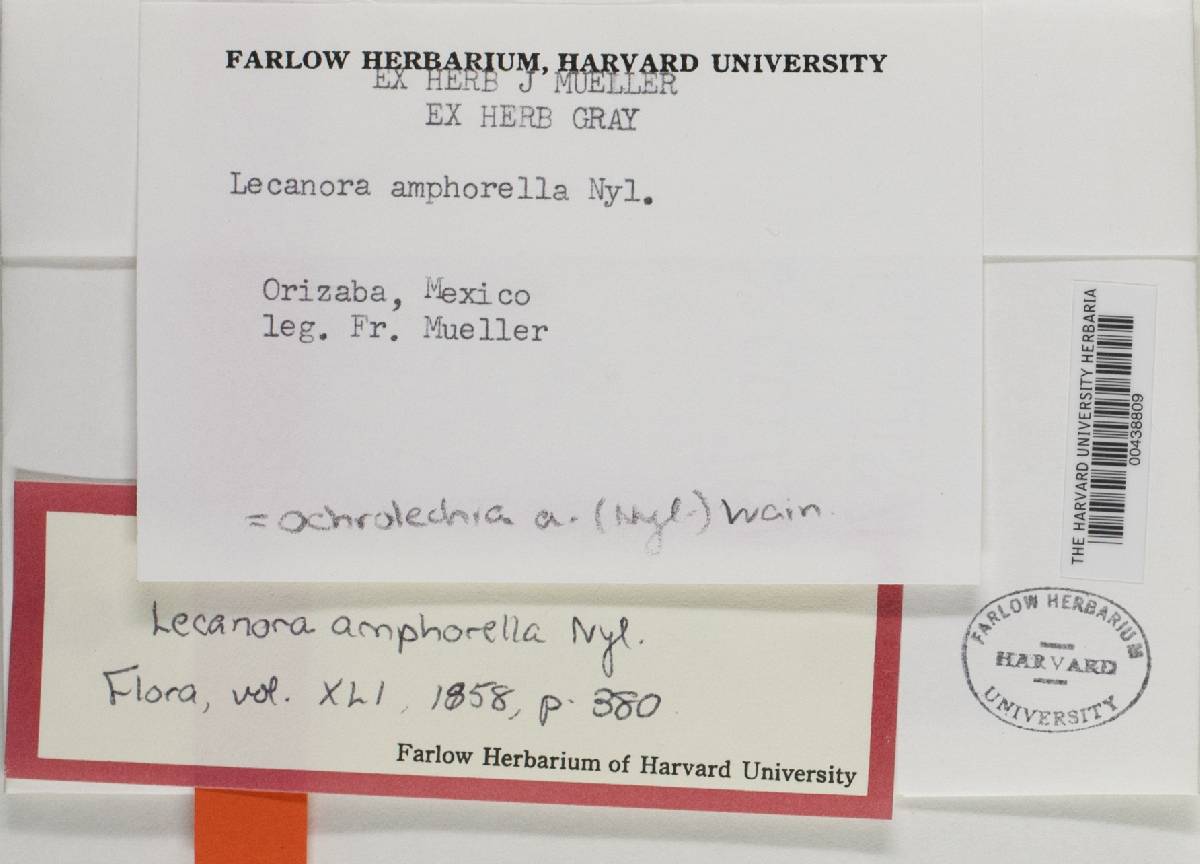 FARLOW HERBARIUM, HARVARD UNIVERSITY
EX HERB J MUELLER
EX HERB GRAY
Lecanora amphorella Nyl.
Orizaba, Mexico
leg. Fr. Mueller
= ochrolechia a. (Nyl.) Wain.
Lecanora amphorella Nyl.
Flora, vol. XLI, 1858, p. 380
Farlow Herbarium of Harvard University
THE HARVARD UNIVERSITY HERBARIA
00438809
FARLOW HERBARIUM
HARVARD
UNIVERSITY